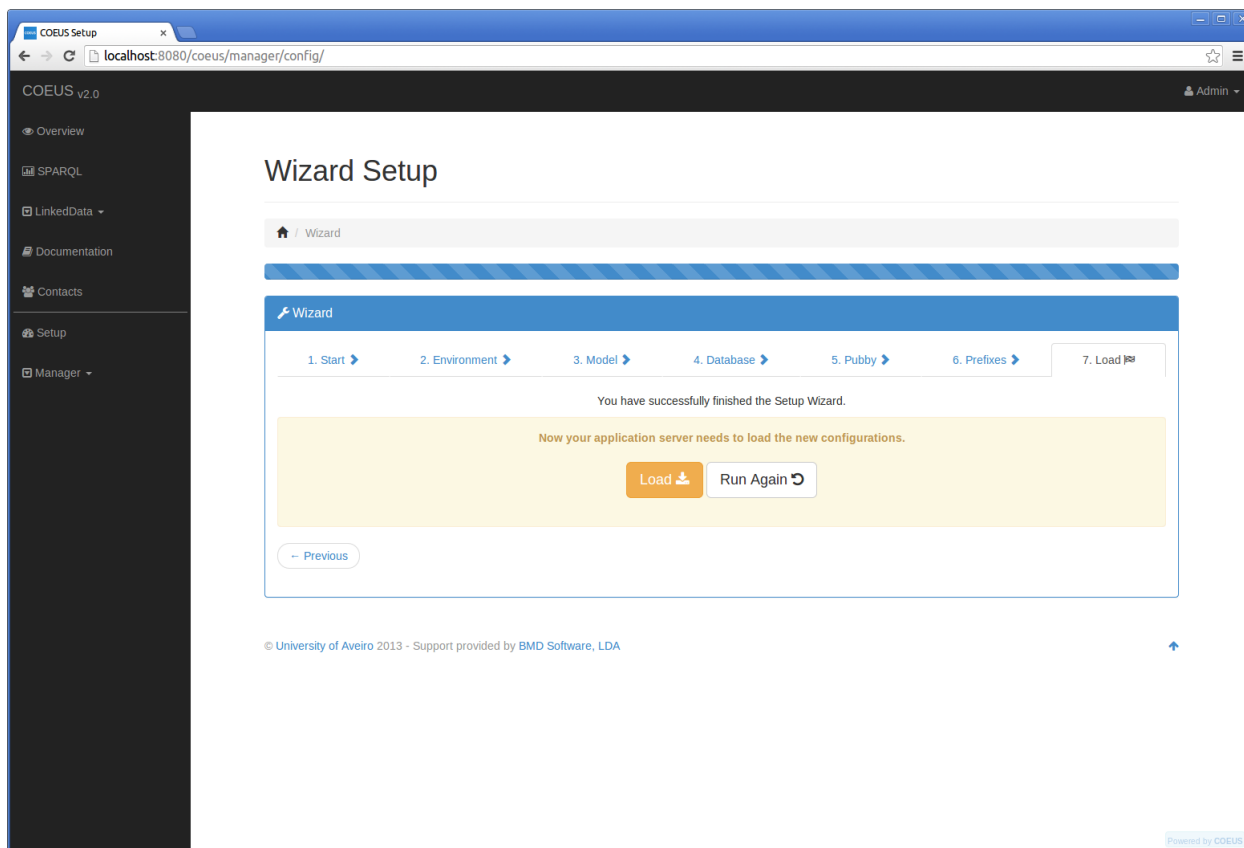 COEUS Setup ×
localhost:8080/coeus/manager/config/
COEUS v2.0
Admin
Overview
SPARQL
LinkedData
Documentation
Contacts
Setup
Manager
Wizard Setup
/ Wizard
Wizard
1. Start
2. Environment
3. Model
4. Database
5. Pubby
6. Prefixes
7. Load
You have successfully finished the Setup Wizard.
Now your application server needs to load the new configurations.
Load
Run Again
← Previous
© University of Aveiro 2013 - Support provided by BMD Software, LDA
Powered by COEUS